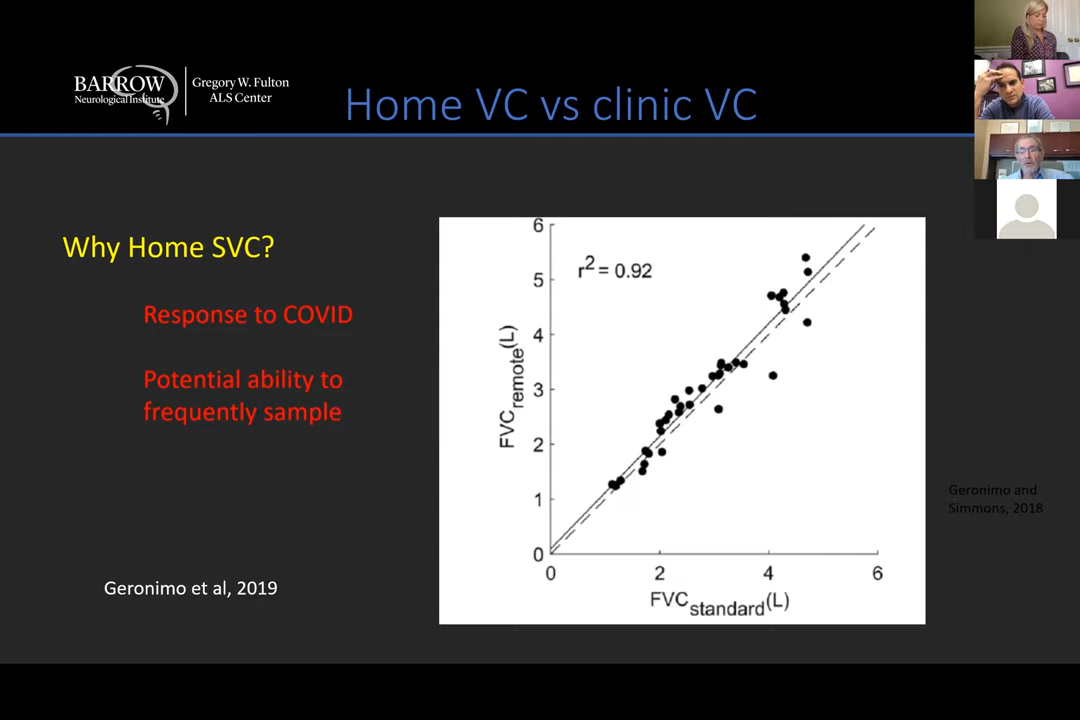 BARROW
Neurological Institute
Gregory W. Fulton
ALS Center
Home VC vs clinic VC
Why Home SVC?
Response to COVID
Potential ability to
frequently sample
Geronimo et al, 2019
r2 = 0.92
6
5
4
3
2
1
0
FVCremote(L)
0 2 4 6
FVCstandard(L)
Geronimo and
Simmons, 2018